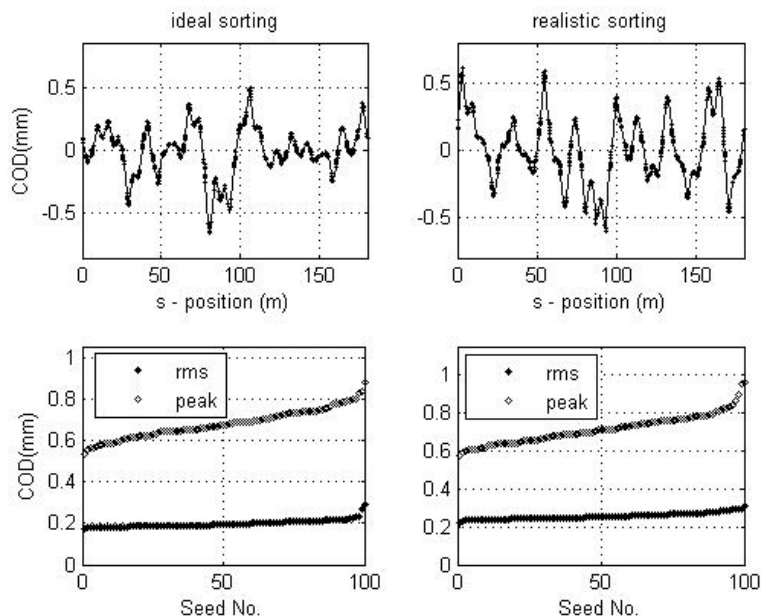 ideal sorting
realistic sorting
COD(mm)
0.5
0
-0.5
0.5
0
-0.5
0 50 100 150
0 50 100 150
s - position (m)
s - position (m)
COD(mm)
1
0.8
0.6
0.4
0.2
0
rms
peak
1
0.8
0.6
0.4
0.2
0
rms
peak
0 50 100
0 50 100
Seed No.
Seed No.